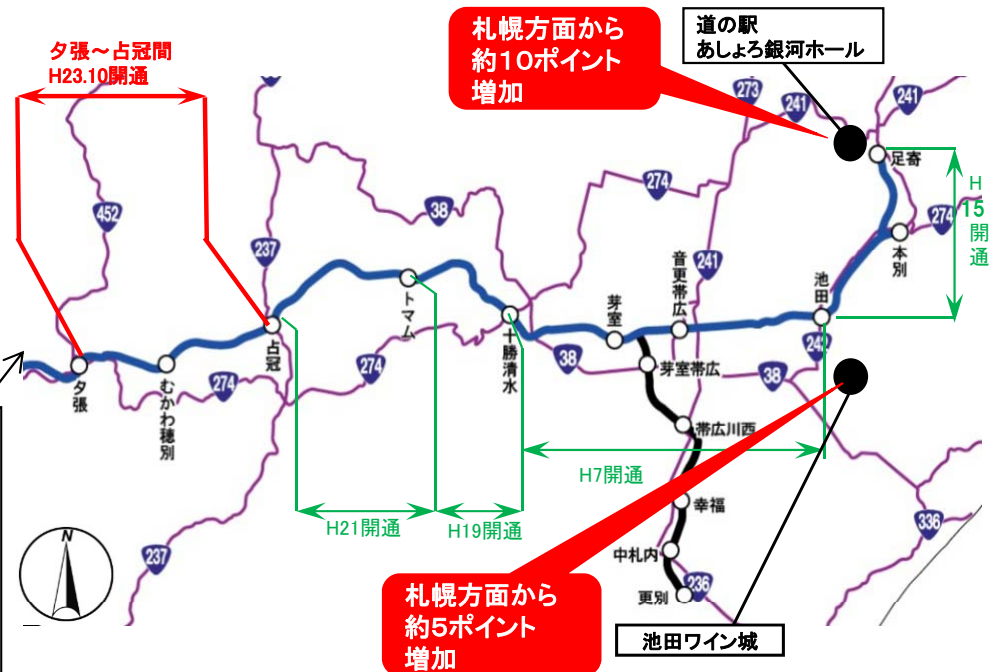 夕張～占冠間
H23.10開通
札幌方面から
約10ポイント
増加
道の駅
あしょろ銀河ホール
237
273
241
241
452
38
274
274
237
241
足寄
H
15
開
通
本別
トマム
音更帯広
池田
占冠
十勝清水
芽室
夕張
むかわ穂別
274
274
38
芽室帯広
38
242
帯広川西
H7開通
H21開通
H19開通
幸福
336
N
237
中札内
236
更別
札幌方面から
約5ポイント
増加
池田ワイン城